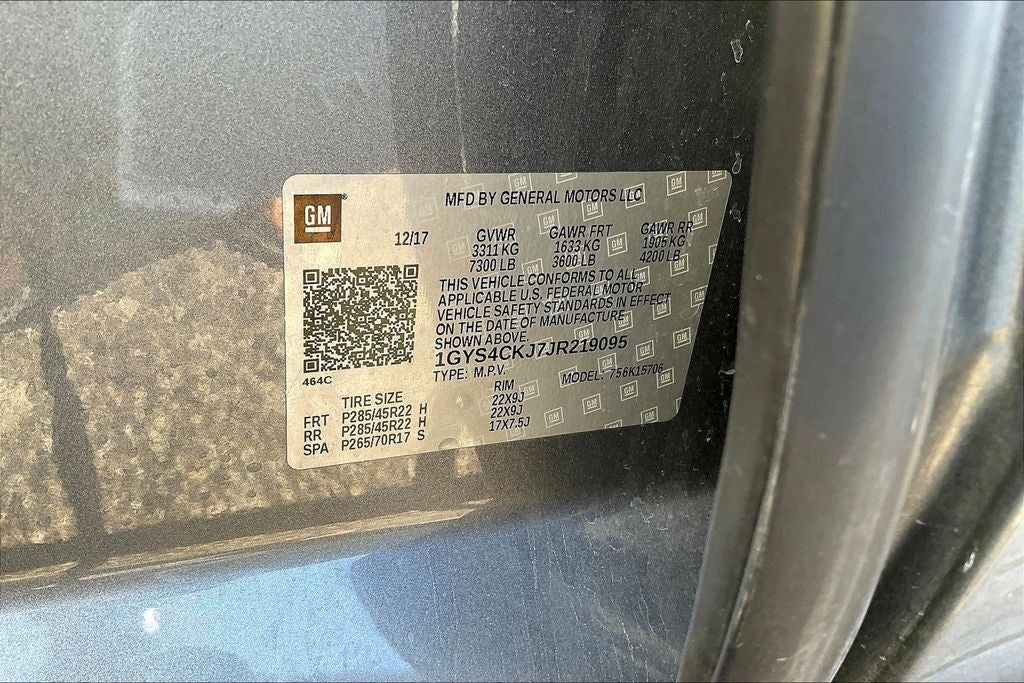 GM
MFD BY GENERAL MOTORS LLC
12/17 GVWR GAWR FRT GAWR RR
3311 KG 1633 KG 1905 KG
7300 LB 3600 LB 4200 LB
THIS VEHICLE CONFORMS TO ALL
APPLICABLE U.S. FEDERAL MOTOR
VEHICLE SAFETY STANDARDS IN EFFECT
ON THE DATE OF MANUFACTURE
SHOWN ABOVE.
1GYS4CKJ7JR219095
TYPE: M.P.V. MODEL: 756K15706
464C
TIRE SIZE RIM
FRT P285/45R22 H 22X9J
RR P285/45R22 H 22X9J
SPA P265/70R17 S 17X7.5J